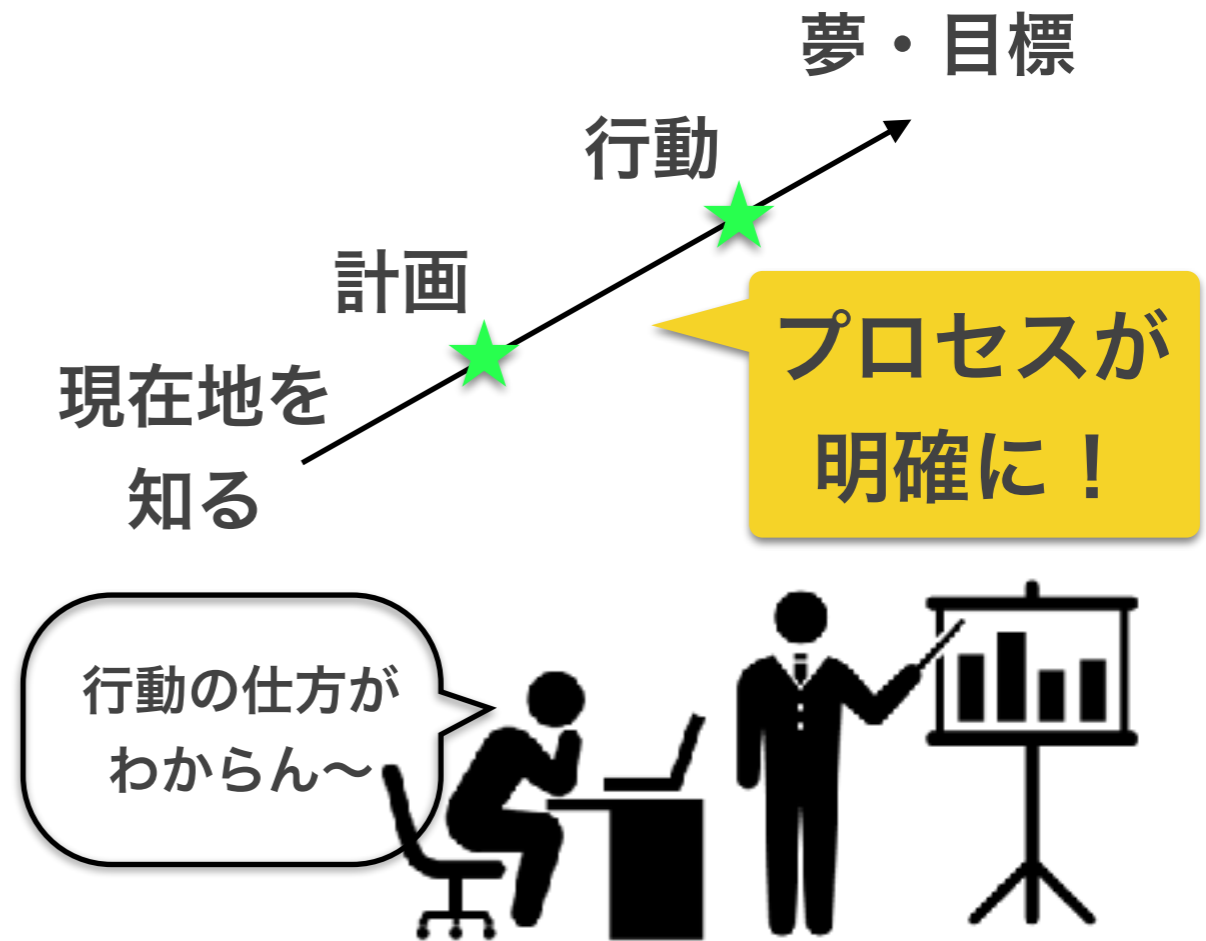 夢・目標
行動
計画
現在地を
知る
プロセスが
明確に！
行動の仕方が
わからん〜